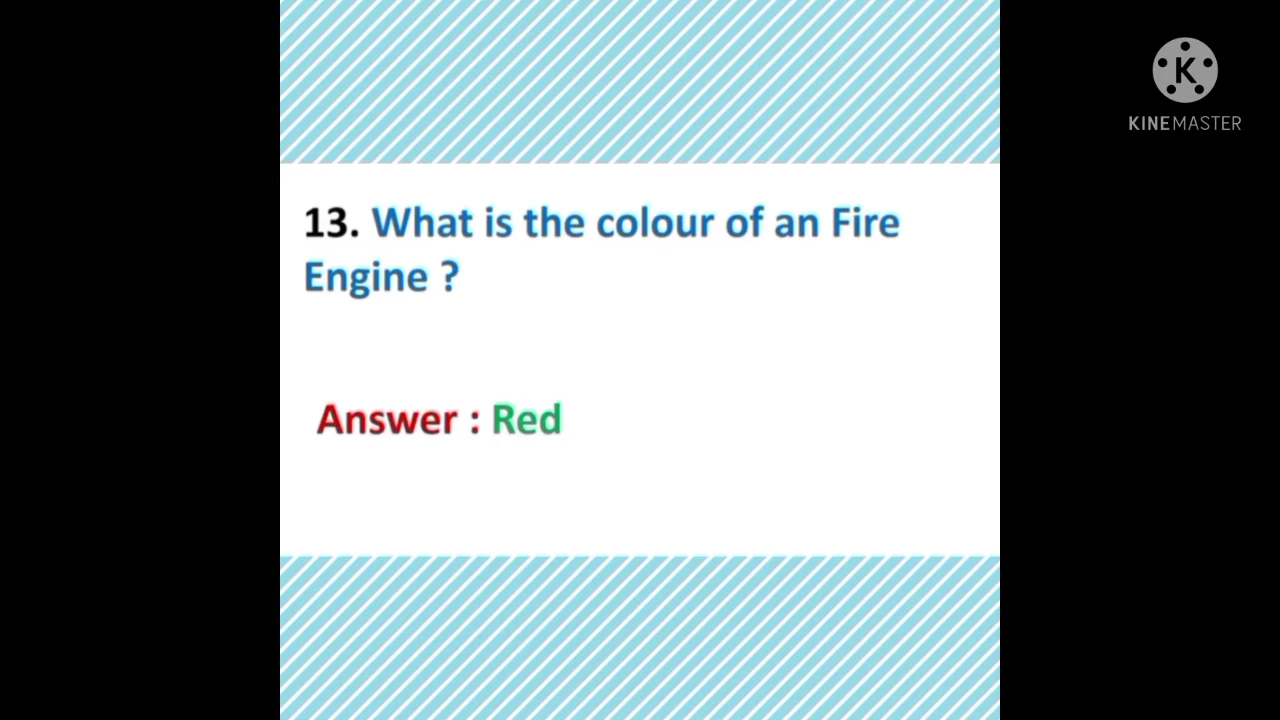 K
KINEMASTER
13. What is the colour of an Fire
Engine ?
Answer : Red